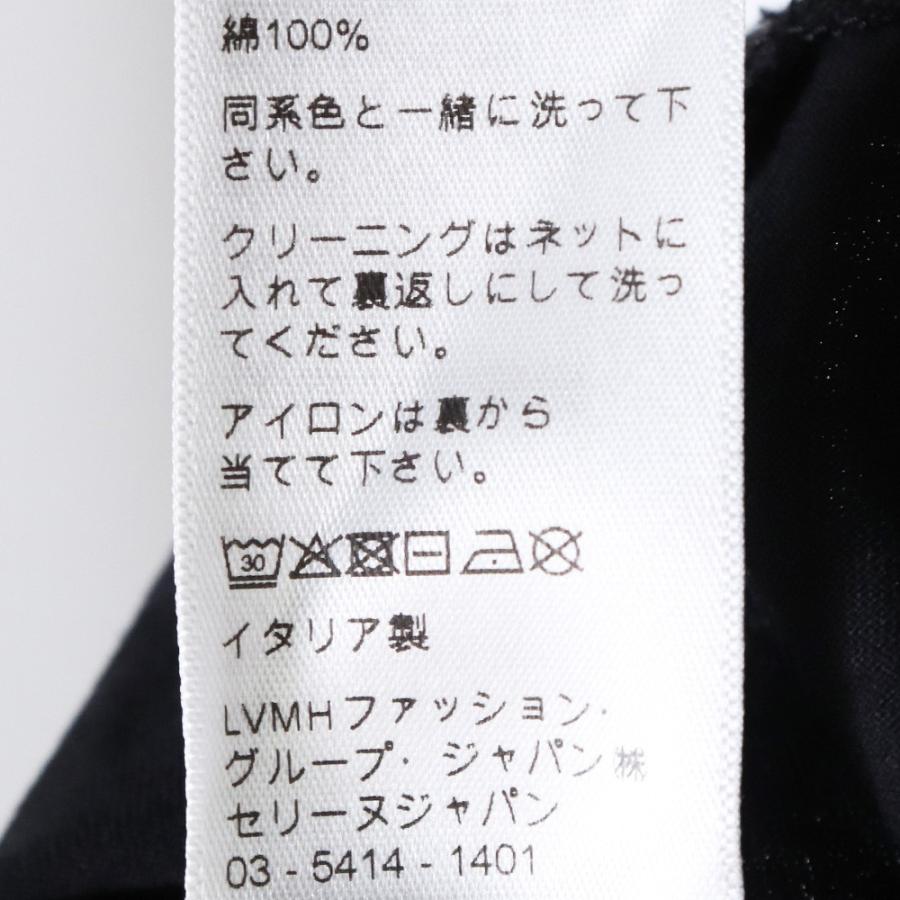 綿100%
同系色と一緒に洗って下
さい。
クリーニングはネットに
入れて裏返しにして洗っ
てください。
アイロンは裏から
当てて下さい。
30
イタリア製
LVMHファッション・
グループ・ジャパン㈱
セリーヌジャパン
03-5414-1401